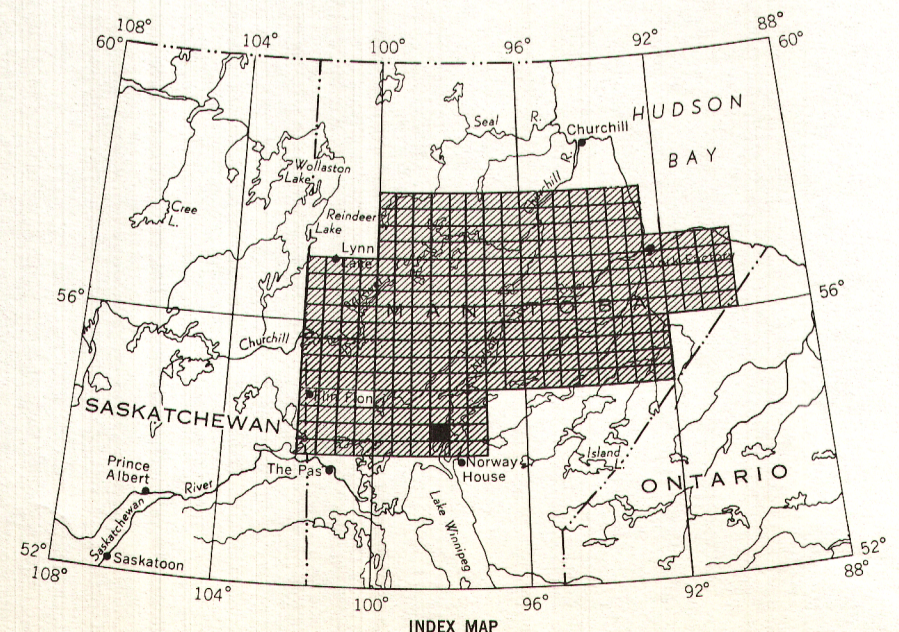 108°
60°
104°
100°
96°
92°
88°
60°
HUDSON
BAY
Seal R.
Churchill
Churchill R.
Wollaston
Lake
Cree
L.
Reindeer
Lake
Lynn
Lake
York Factory
56°
56°
MANITOBA
Churchill
Flin Flon
SASKATCHEWAN
Prince
Albert
The Pas
River
Saskatchewan
Saskatoon
Norway
House
Island
L.
ONTARIO
Lake Winnipeg
52°
108°
104°
100°
96°
92°
52°
88°
INDEX MAP